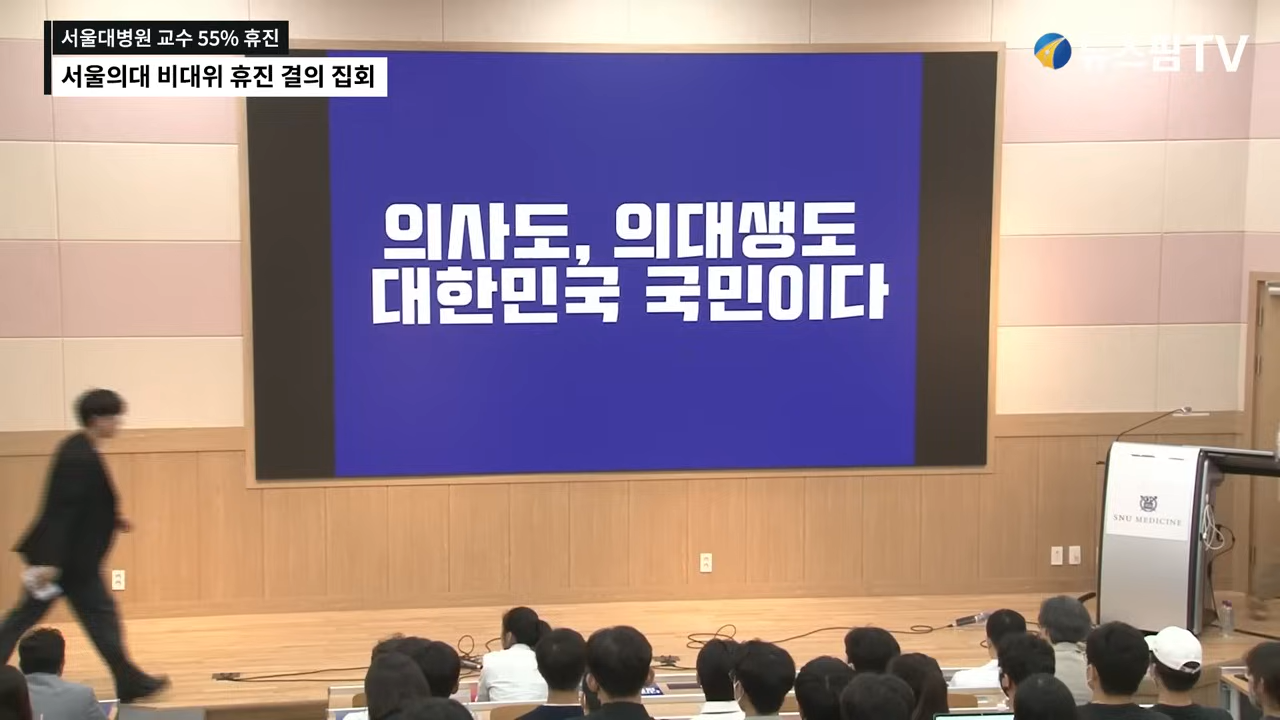 서울대병원 교수 55% 휴진
서울의대 비대위 휴진 결의 집회
뉴스핌TV
의사도, 의대생도
대한민국 국민이다
SNU MEDICINE